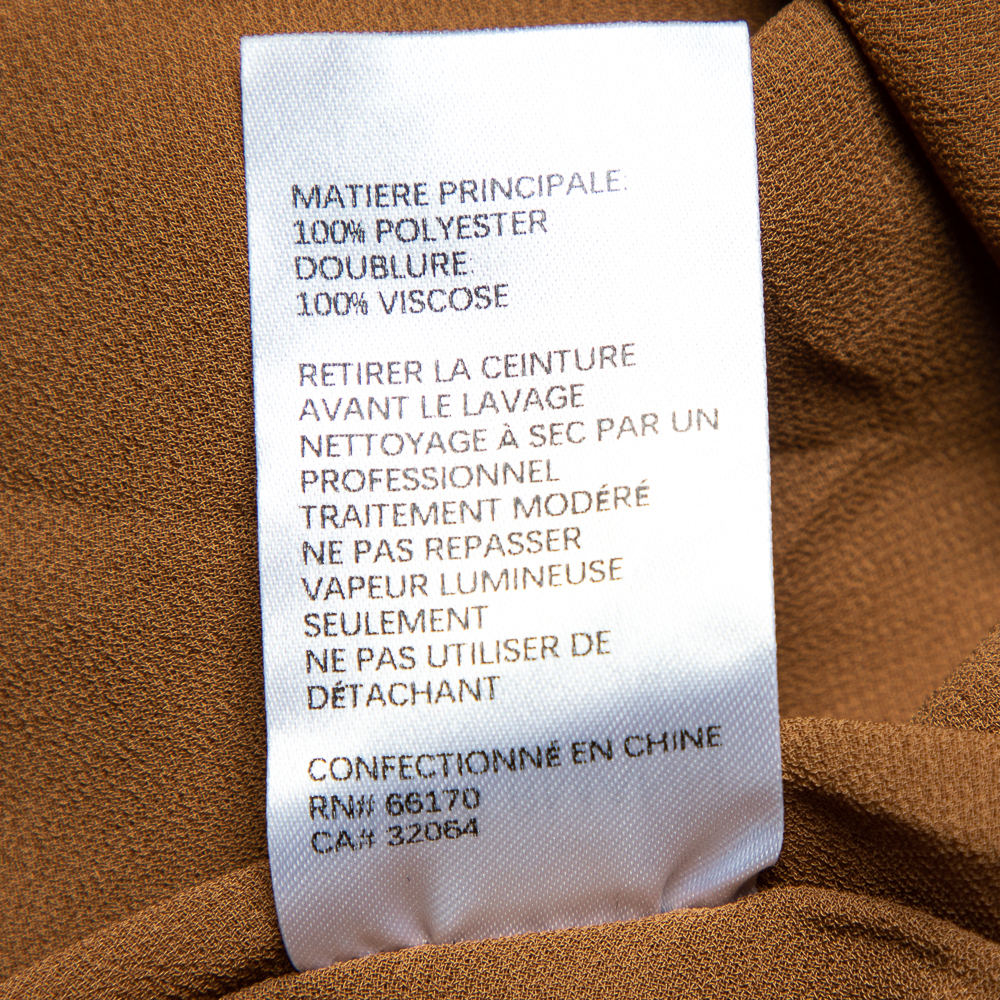 MATIERE PRINCIPALE:
100% POLYESTER
DOUBLURE:
100% VISCOSE
RETIRER LA CEINTURE
AVANT LE LAVAGE
NETTOYAGE À SEC PAR UN
PROFESSIONNEL
TRAITEMENT MODÉRÉ
NE PAS REPASSER
VAPEUR LUMINEUSE
SEULEMENT
NE PAS UTILISER DE
DÉTACHANT
CONFECTIONNÉ EN CHINE
RN# 66170
CA# 32064